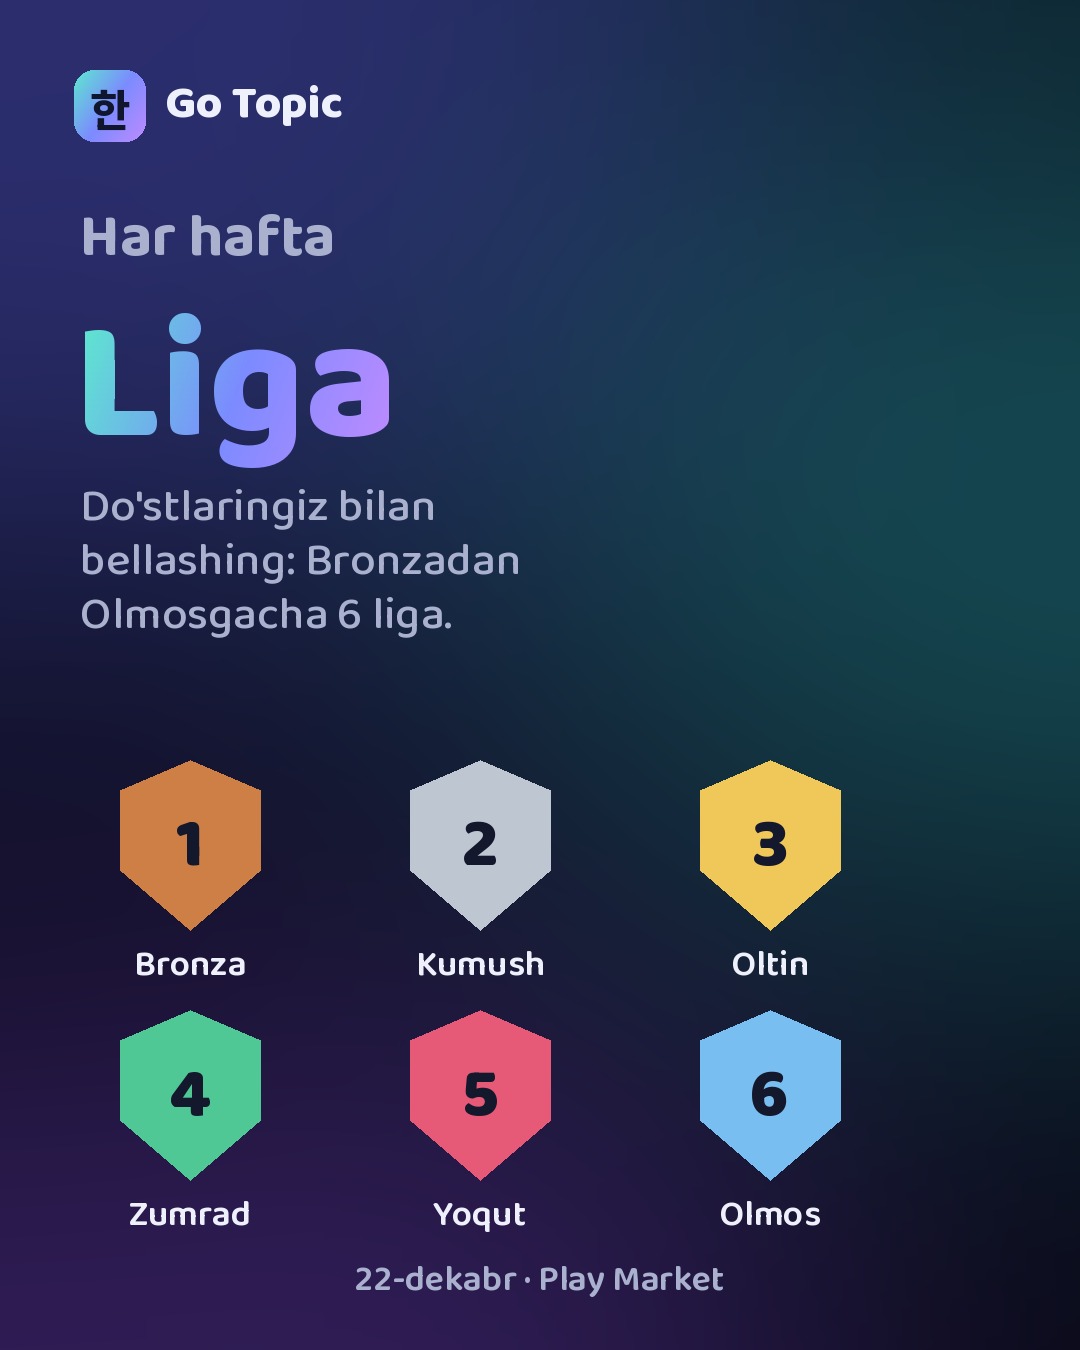 한 Go Topic
Har hafta
Liga
Do'stlaringiz bilan
bellashing: Bronzadan
Olmosgacha 6 liga.
1 2 3
Bronza Kumush Oltin
4 5 6
Zumrad Yoqut Olmos
22-dekabr · Play Market